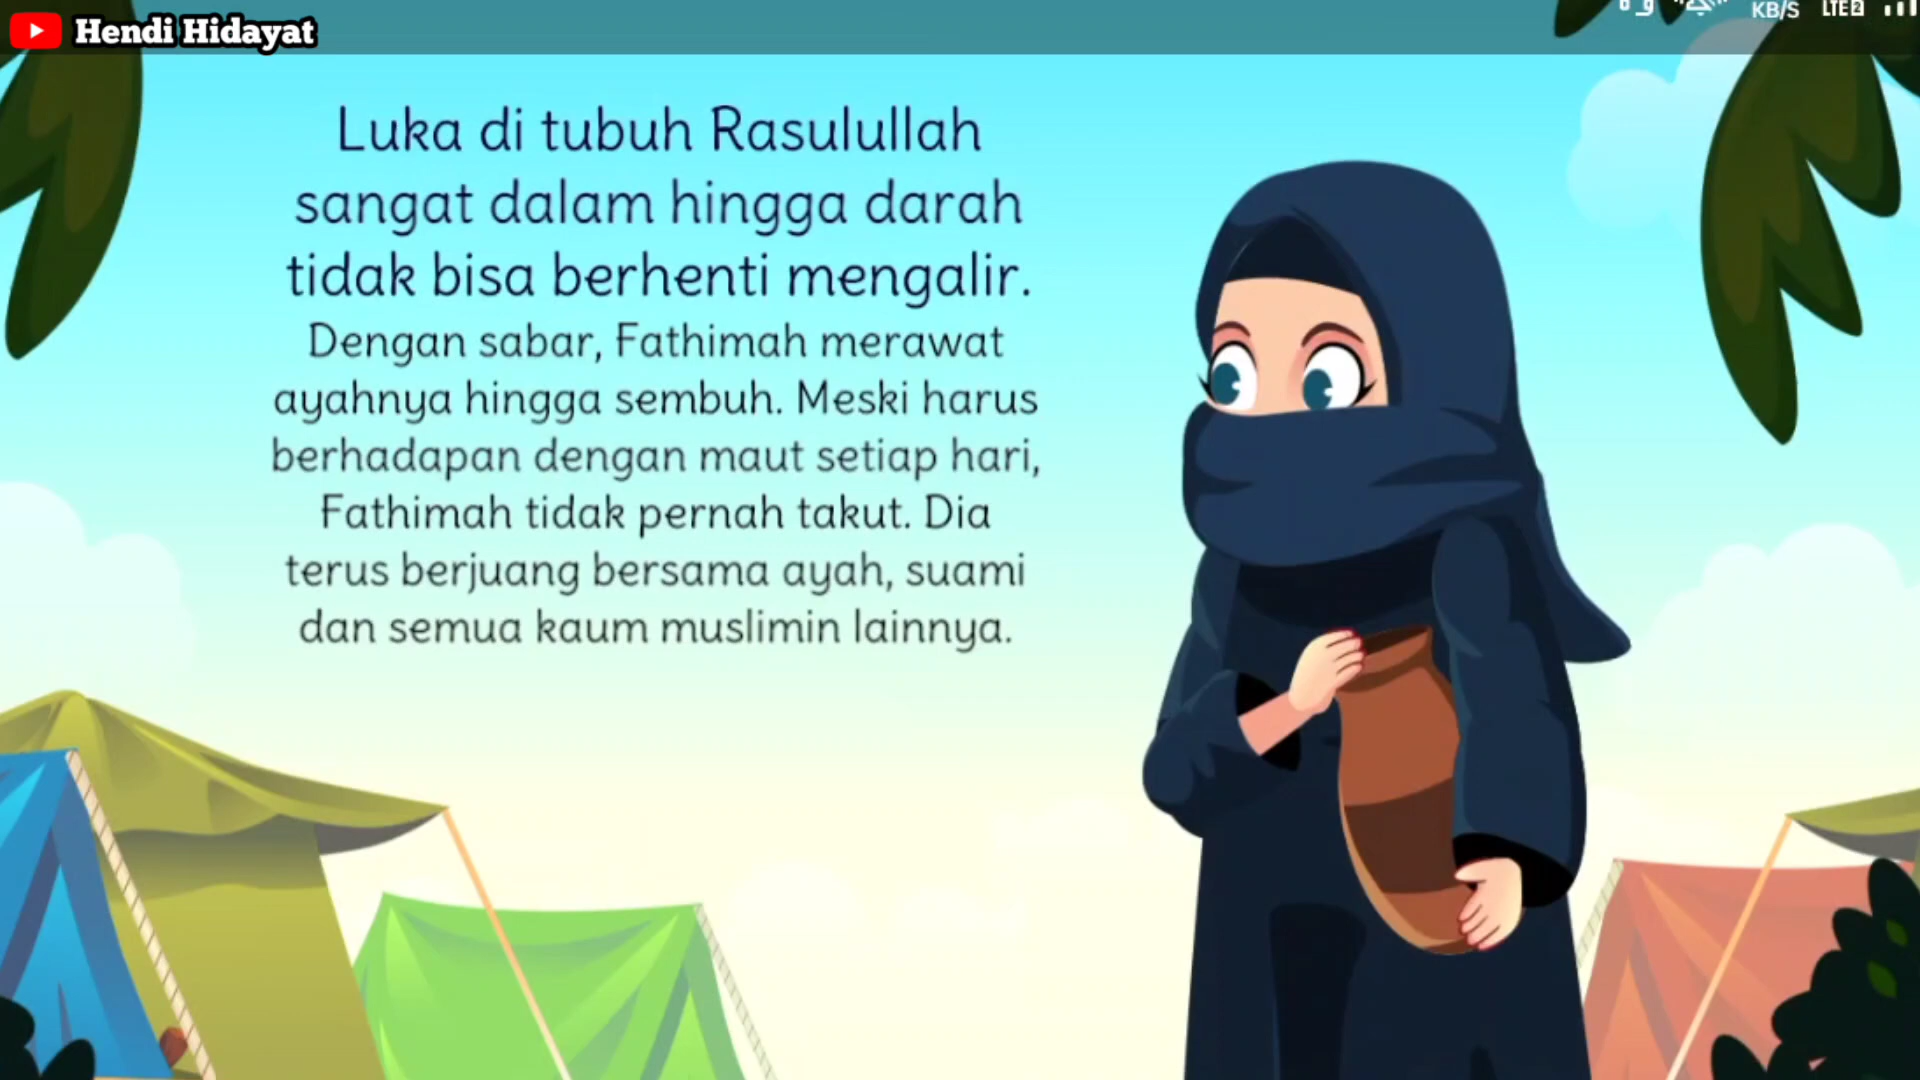 Hendi Hidayat
KB/S LTE 2
Luka di tubuh Rasulullah
sangat dalam hingga darah
tidak bisa berhenti mengalir.
Dengan sabar, Fathimah merawat
ayahnya hingga sembuh. Meski harus
berhadapan dengan maut setiap hari,
Fathimah tidak pernah takut. Dia
terus berjuang bersama ayah, suami
dan semua kaum muslimin lainnya.